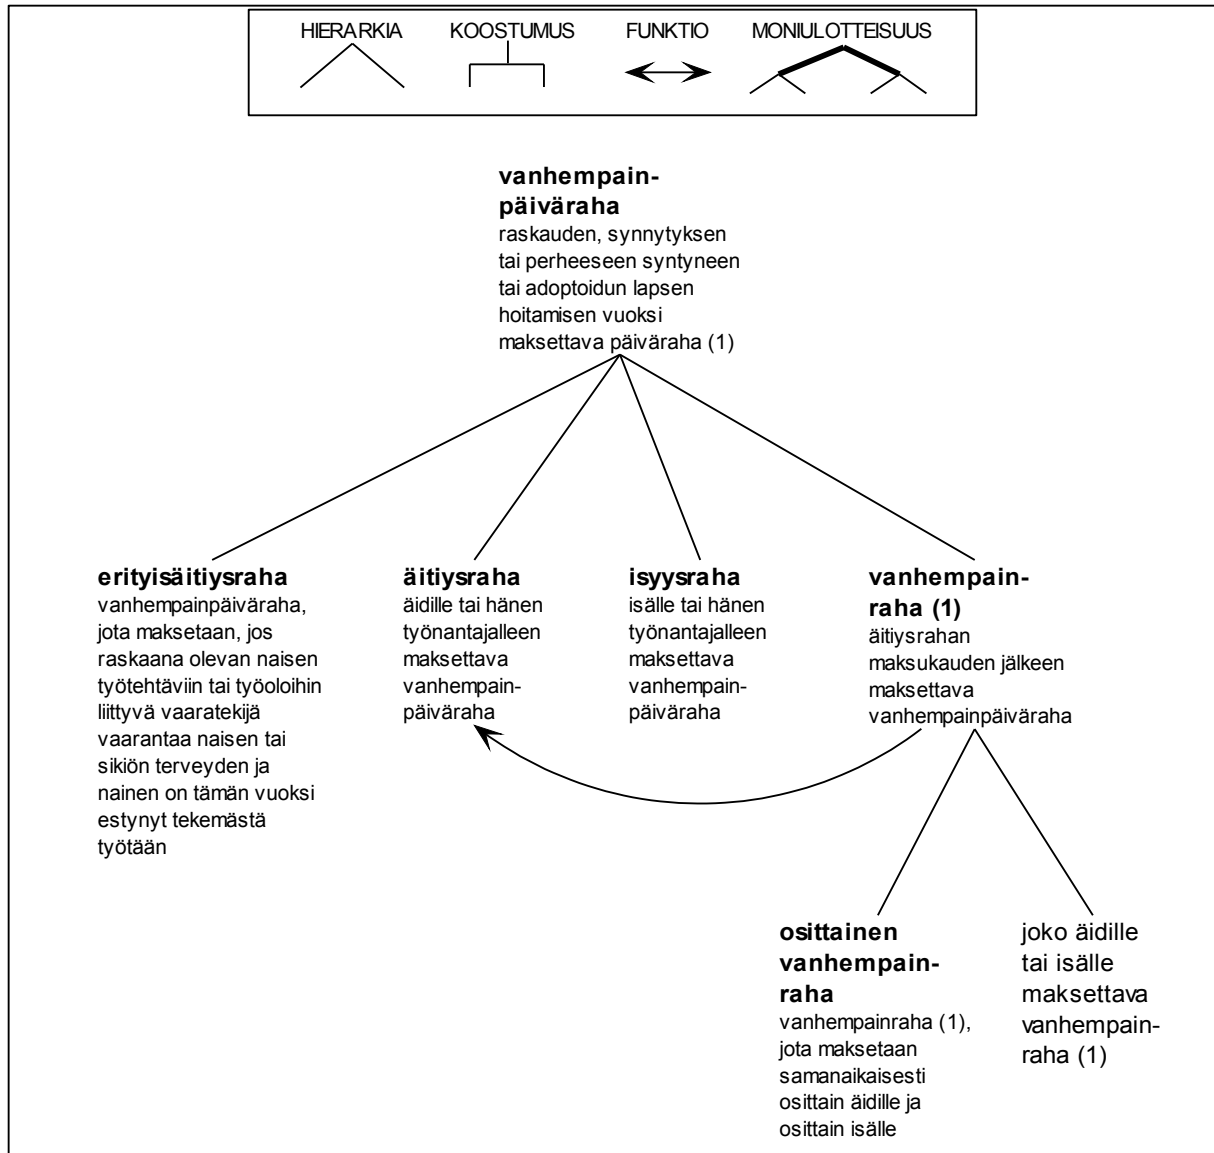 HIERARKIA KOOSTUMUS FUNKTIO MONIULOTTEISUUS
vanhempain-
päiväraha
raskauden, synnytyksen
tai perheeseen syntyneen
tai adoptoidun lapsen
hoitamisen vuoksi
maksettava päiväraha (1)
erityisäitiysraha
vanhempainpäiväraha,
jota maksetaan, jos
raskaana olevan naisen
työtehtäviin tai työoloihin
liittyvä vaaratekijä
vaarantaa naisen tai
sikiön terveyden ja
nainen on tämän vuoksi
estynyt tekemästä
työtään
äitiysraha
äidille tai hänen
työnantajalleen
maksettava
vanhempain-
päiväraha
isyysraha
isälle tai hänen
työnantajalleen
maksettava
vanhempain-
päiväraha
vanhempain-
raha (1)
äitiysrahan
maksukauden jälkeen
maksettava
vanhempainpäiväraha
osittainen
vanhempain-
raha
vanhempainraha (1),
jota maksetaan
samanaikaisesti
osittain äidille ja
osittain isälle
joko äidille
tai isälle
maksettava
vanhempain-
raha (1)